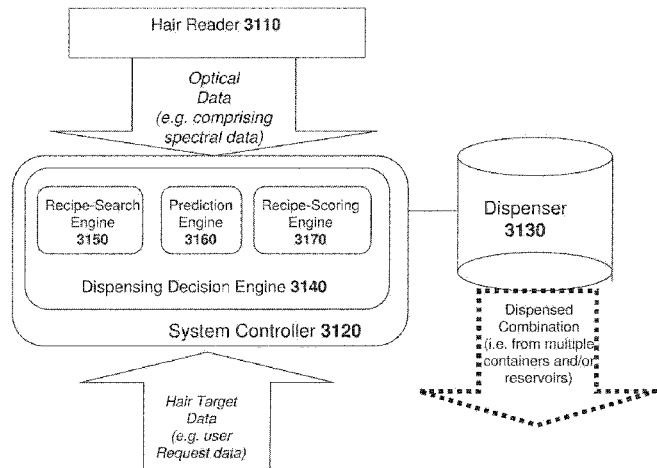 Hair Reader 3110
Optical
Data
(e.g. comprising
spectral data)
Recipe-Search
Engine
3150
Prediction
Engine
3160
Recipe-Scoring
Engine
3170
Dispensing Decision Engine 3140
System Controller 3120
Dispenser
3130
Dispensed
Combination
(i.e. from multiple
containers and/or
reservoirs)
Hair Target
Data
(e.g. user
Request data)